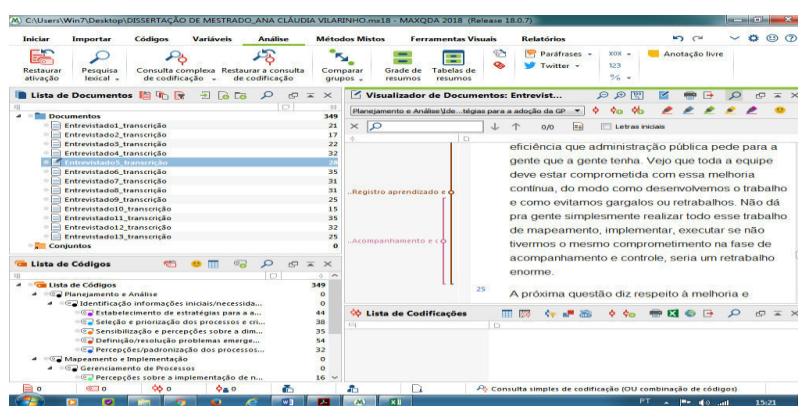 C:\Users\Win7\Desktop\DISSERTAÇÃO DE MESTRADO_ANA CLÁUDIA VILARINHO.mx18 - MAXQDA 2018 (Release 18.0.7)
Iniciar Importar Códigos Variáveis Análise Métodos Mistos Ferramentas Visuais Relatórios
Restaurar ativação
Pesquisa lexical
Consulta complexa de codificação
Restaurar a consulta de codificação
Comparar grupos
Grade de resumos
Tabelas de resumos
Paráfrases
Twitter
XOX
123
%
Anotação livre
Lista de Documentos
Documentos 349
Entrevistado1_transcrição 21
Entrevistado2_transcrição 17
Entrevistado3_transcrição 22
Entrevistado4_transcrição 32
Entrevistado5_transcrição 28
Entrevistado6_transcrição 35
Entrevistado7_transcrição 31
Entrevistado8_transcrição 31
Entrevistado9_transcrição 25
Entrevistado10_transcrição 15
Entrevistado11_transcrição 35
Entrevistado12_transcrição 32
Entrevistado13_transcrição 25
Conjuntos 0
Lista de Códigos
Lista de Códigos 349
Planejamento e Análise 0
Identificação informações iniciais/necessida... 0
Estabelecimento de estratégias para a a... 44
Seleção e priorização dos processos e cri... 38
Sensibilização e percepções sobre a dim... 35
Definição/resolução problemas emerge... 54
Percepções/padronização dos processos... 32
Mapeamento e Implementação 0
Gerenciamento de Processos 0
Percepções sobre a implementação de n... 16
Visualizador de Documentos: Entrevist...
Planejamento e Análise\Ide...tégias para a adoção da GP
0/0 Letras iniciais
eficiência que administração pública pede para a
gente que a gente tenha. Vejo que toda a equipe
deve estar comprometida com essa melhoria
contínua, do modo como desenvolvemos o trabalho
e como evitamos gargalos ou retrabalhos. Não dá
pra gente simplesmente realizar todo esse trabalho
de mapeamento, implementar, executar se não
tivermos o mesmo comprometimento na fase de
acompanhamento e controle, seria um retrabalho
enorme.
..Registro aprendizado e
..Acompanhamento e c
25
A próxima questão diz respeito à melhoria e
Lista de Codificações
0 0 0 0 Consulta simples de codificação (OU combinação de códigos)
PT 15:21